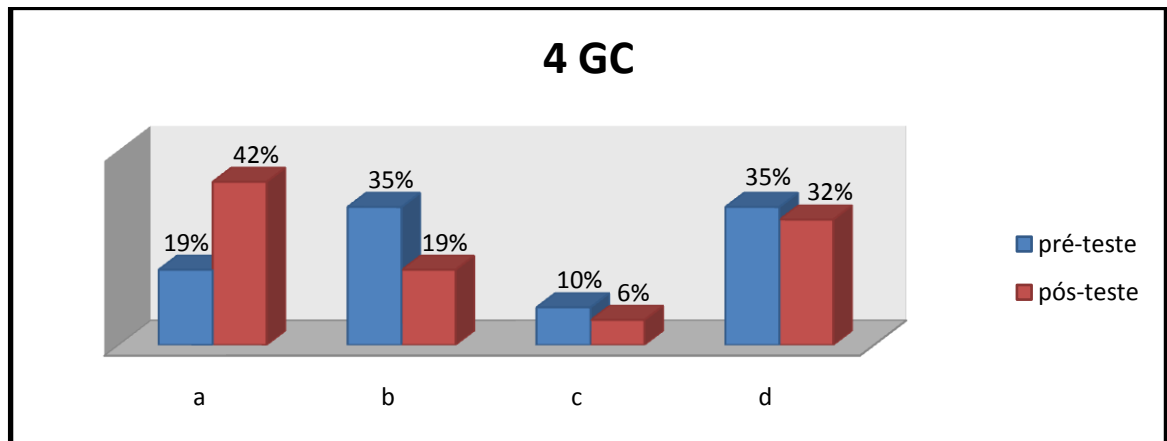 4 GC
19% 42% 35% 19% 10% 6% 35% 32%
a b c d
pré-teste
pós-teste